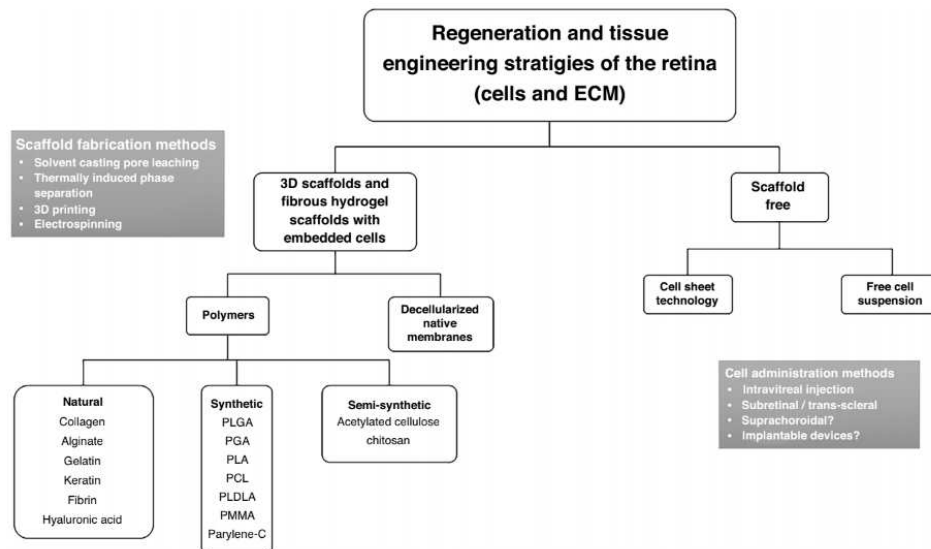 Regeneration and tissue
engineering stratigies of the retina
(cells and ECM)
Scaffold fabrication methods
• Solvent casting pore leaching
• Thermally induced phase
separation
• 3D printing
• Electrospinning
3D scaffolds and
fibrous hydrogel
scaffolds with
embedded cells
Scaffold
free
Polymers
Decellularized
native
membranes
Cell sheet
technology
Free cell
suspension
Natural
Collagen
Alginate
Gelatin
Keratin
Fibrin
Hyaluronic acid
Synthetic
PLGA
PGA
PLA
PCL
PLDLA
PMMA
Parylene-C
Semi-synthetic
Acetylated cellulose
chitosan
Cell administration methods
• Intravitreal injection
• Subretinal / trans-scleral
• Suprachoroidal?
• Implantable devices?